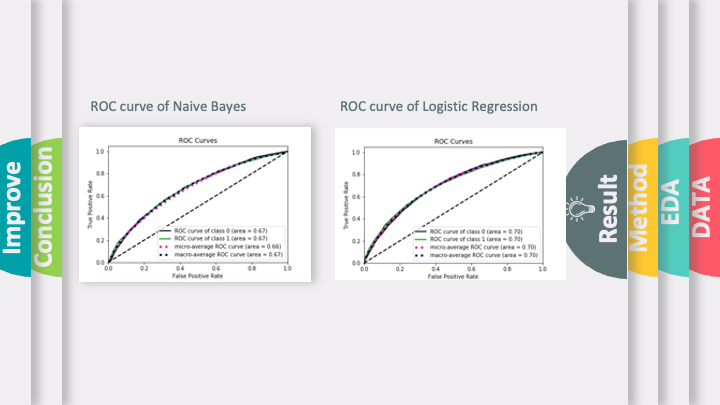 Improve
Conclusion
ROC curve of Naive Bayes
ROC Curves
True Positive Rate
1.0
0.8
0.6
0.4
0.2
0.0
ROC curve of class 0 (area = 0.67)
ROC curve of class 1 (area = 0.67)
micro-average ROC curve (area = 0.66)
macro-average ROC curve (area = 0.67)
0.0 0.2 0.4 0.6 0.8 1.0
False Positive Rate
ROC curve of Logistic Regression
ROC Curves
True Positive Rate
1.0
0.8
0.6
0.4
0.2
0.0
ROC curve of class 0 (area = 0.70)
ROC curve of class 1 (area = 0.70)
micro-average ROC curve (area = 0.70)
macro-average ROC curve (area = 0.70)
0.0 0.2 0.4 0.6 0.8 1.0
False Positive Rate
Result
Method
EDA
DATA